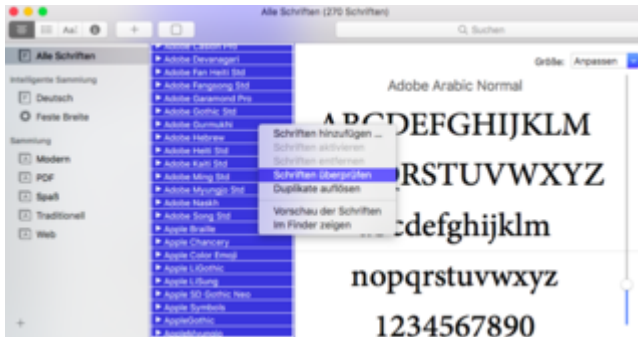 Alle Schriften (270 Schriften)
Aa
Suchen
Alle Schriften
Intelligente Sammlung
Deutsch
Feste Breite
Sammlung
Modern
PDF
Spaß
Traditionell
Web
Adobe Caslon Pro
Adobe Devanagari
Adobe Fan Heiti Std
Adobe Fangsong Std
Adobe Garamond Pro
Adobe Gothic Std
Adobe Gurmukhi
Adobe Hebrew
Adobe Heiti Std
Adobe Kaiti Std
Adobe Ming Std
Adobe Myungjo Std
Adobe Naskh
Adobe Song Std
Apple Braille
Apple Chancery
Apple Color Emoji
Apple LiGothic
Apple LiSung
Apple SD Gothic Neo
Apple Symbols
AppleGothic
AppleMyungjo
Schriften hinzufügen ...
Schriften aktivieren
Schriften entfernen
Schriften überprüfen
Duplikate auflösen
Vorschau der Schriften
Im Finder zeigen
Größe: Anpassen
Adobe Arabic Normal
ABCDEFGHIJKLM
RSTUVWXYZ
cdefghijklm
nopqrstuvwxyz
1234567890